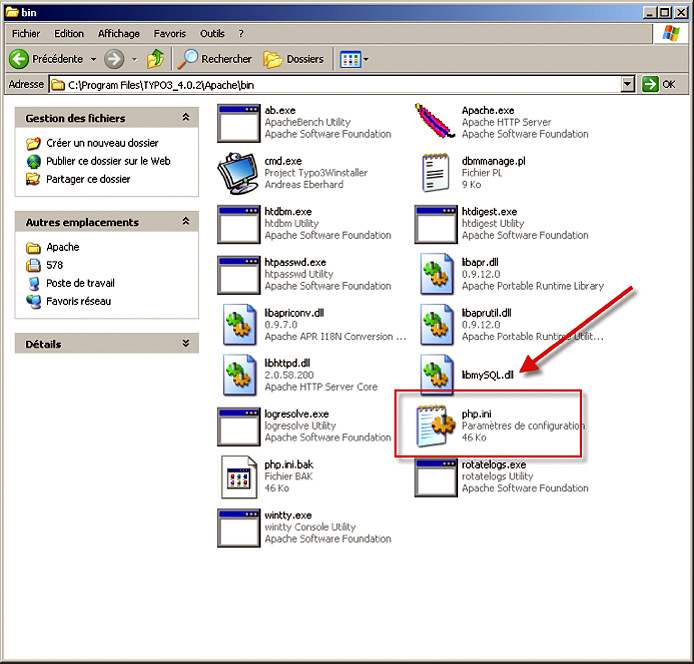 bin
Fichier Edition Affichage Favoris Outils ?
Précédente Rechercher Dossiers
Adresse C:\Program Files\TYPO3_4.0.2\Apache\bin OK
Gestion des fichiers
Créer un nouveau dossier
Publier ce dossier sur le Web
Partager ce dossier
Autres emplacements
Apache
578
Poste de travail
Favoris réseau
Détails
ab.exe
ApacheBench Utility
Apache Software Foundation
Apache.exe
Apache HTTP Server
Apache Software Foundation
cmd.exe
Project Typo3Winstaller
Andreas Eberhard
dbmmanage.pl
Fichier PL
9 Ko
htdbm.exe
htdbm Utility
Apache Software Foundation
htdigest.exe
htdigest Utility
Apache Software Foundation
htpasswd.exe
htpasswd Utility
Apache Software Foundation
libapr.dll
0.9.12.0
Apache Portable Runtime Library
libapriconv.dll
0.9.7.0
Apache APR I18N Conversion ...
libaprutil.dll
0.9.12.0
Apache Portable Runtime Utilit...
libhttpd.dll
2.0.58.200
Apache HTTP Server Core
libmySQL.dll
logresolve.exe
logresolve Utility
Apache Software Foundation
php.ini
Paramètres de configuration
46 Ko
php.ini.bak
Fichier BAK
46 Ko
rotatelogs.exe
rotatelogs Utility
Apache Software Foundation
wintty.exe
wintty Console Utility
Apache Software Foundation